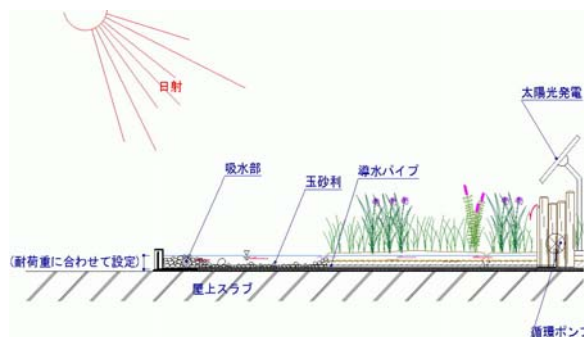 日射
太陽光発電
吸水部
玉砂利
導水パイプ
(耐荷重に合わせて設定)
屋上スラブ
循環ポンプ